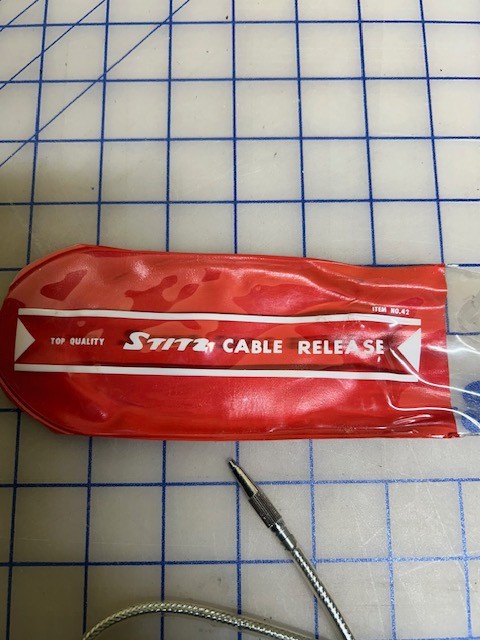 ITEM NO.42
TOP QUALITY STITZ CABLE RELEASE